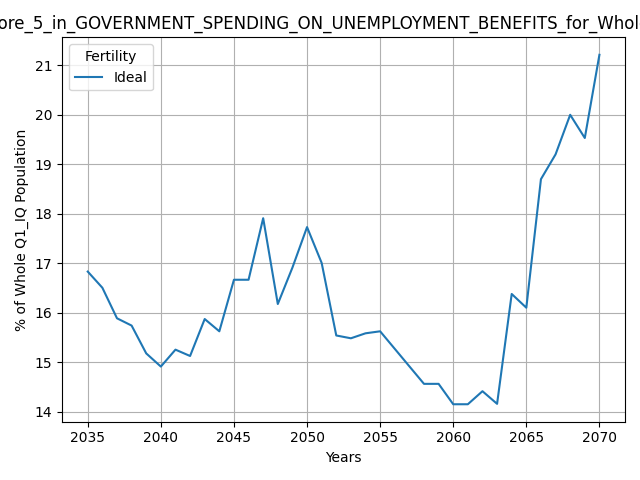 ore_5_in_GOVERNMENT_SPENDING_ON_UNEMPLOYMENT_BENEFITS_for_Whol
Fertility
Ideal
% of Whole Q1_IQ Population
21
20
19
18
17
16
15
14
2035 2040 2045 2050 2055 2060 2065 2070
Years